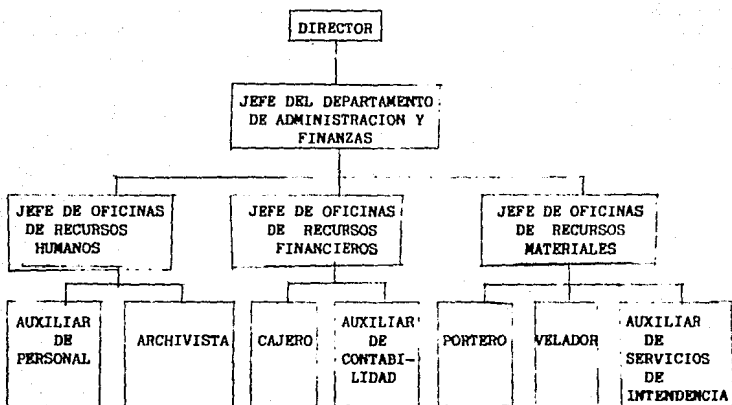 DIRECTOR
JEFE DEL DEPARTAMENTO
DE ADMINISTRACION Y
FINANZAS
JEFE DE OFICINAS
DE RECURSOS
HUMANOS
JEFE DE OFICINAS
DE RECURSOS
FINANCIEROS
JEFE DE OFICINAS
DE RECURSOS
MATERIALES
AUXILIAR
DE
PERSONAL
ARCHIVISTA
CAJERO
AUXILIAR
DE
CONTABI-
LIDAD
PORTERO
VELADOR
AUXILIAR
DE
SERVICIOS
DE
INTENDENCIA